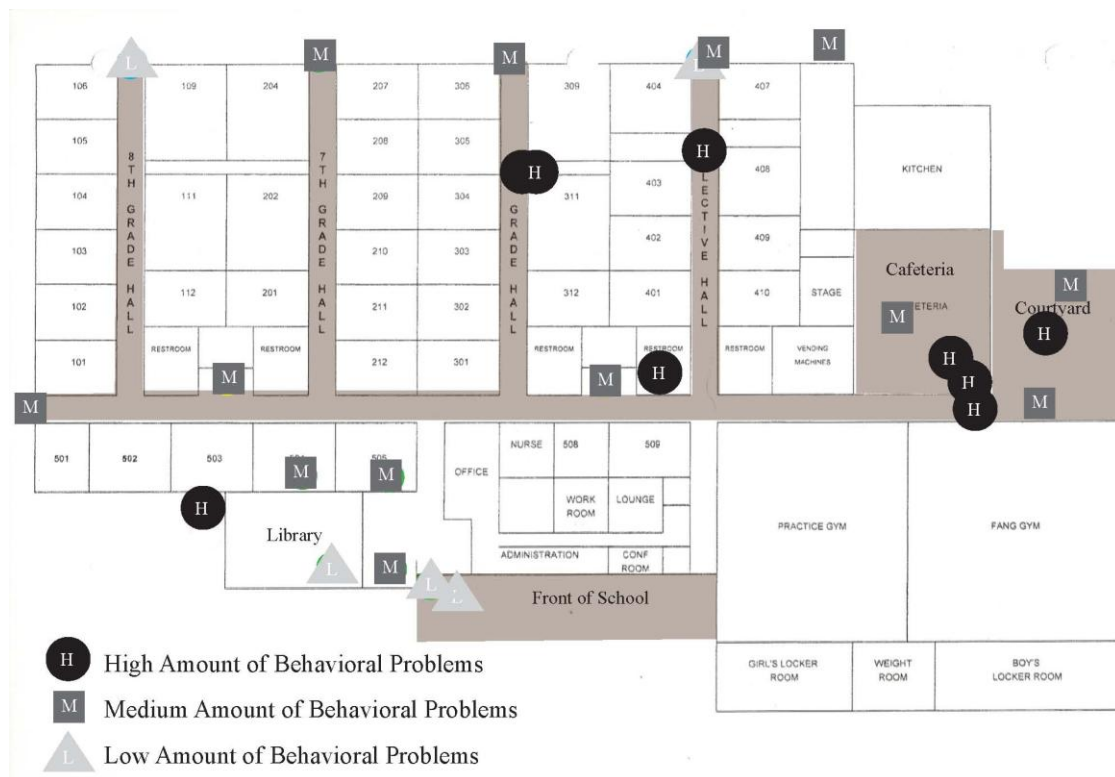 L
M
M
M
L
M
106
109
204
207
305
309
404
407
105
208
305
H
H
H
408
8TH GRADE HALL
7TH GRADE HALL
GRADE HALL
LECTIVE HALL
KITCHEN
104
111
202
209
304
311
403
103
210
303
402
409
Cafeteria
102
112
201
211
302
312
401
410
STAGE
M
ETERIA
M
Courtyard
H
101
RESTROOM
RESTROOM
212
301
RESTROOM
RESTROOM
RESTROOM
VENDING
MACHINES
H
H
M
M
H
M
H
M
501
502
503
M
505
M
OFFICE
NURSE
508
509
H
WORK
ROOM
LOUNGE
PRACTICE GYM
FANG GYM
Library
L
M
ADMINISTRATION
CONF
ROOM
L
L
Front of School
H High Amount of Behavioral Problems
M Medium Amount of Behavioral Problems
L Low Amount of Behavioral Problems
GIRL'S LOCKER
ROOM
WEIGHT
ROOM
BOY'S
LOCKER ROOM